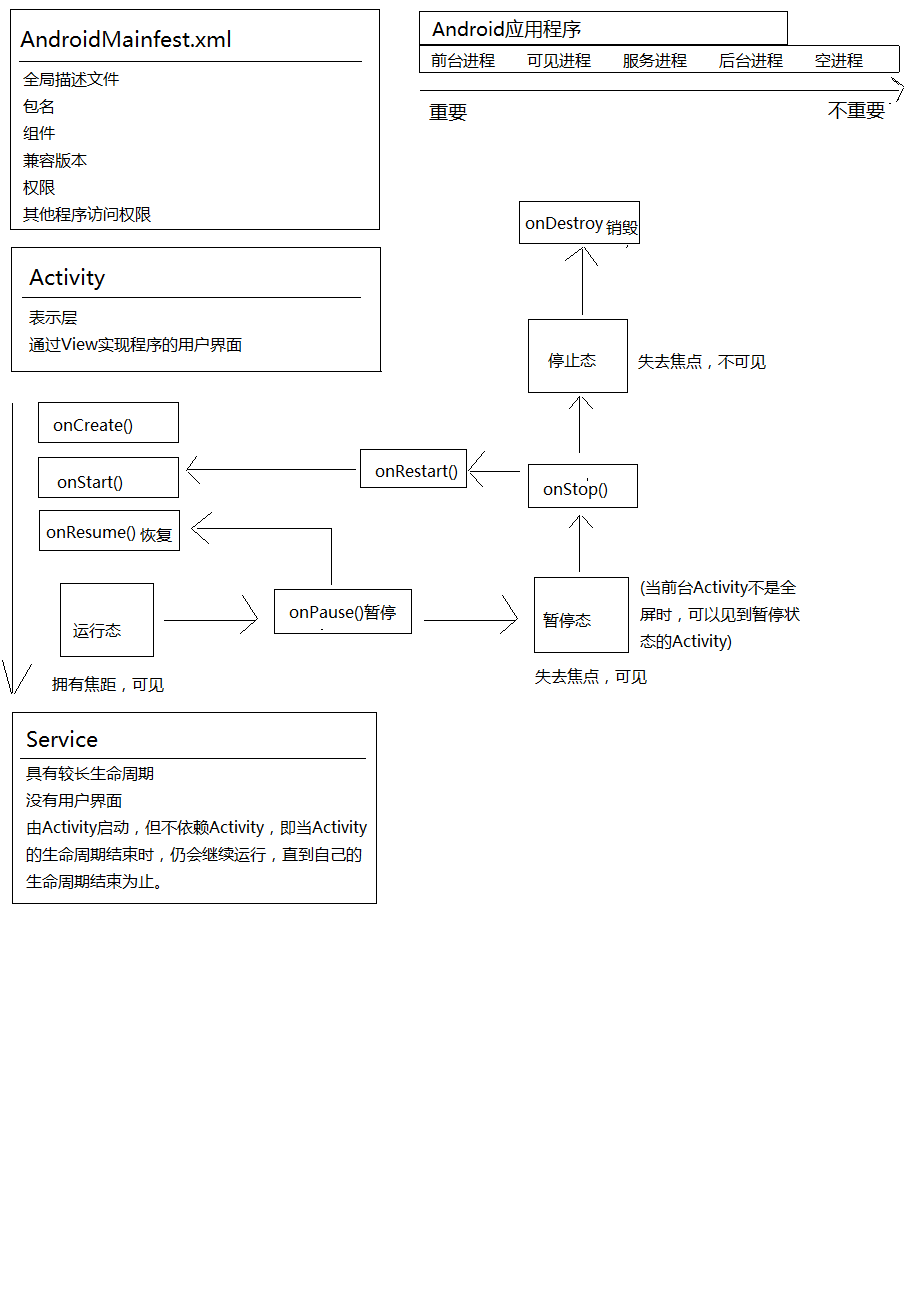 AndroidMainfest.xml
全局描述文件
包名
组件
兼容版本
权限
其他程序访问权限
Android应用程序
前台进程 可见进程 服务进程 后台进程 空进程
重要 不重要
Activity
表示层
通过View实现程序的用户界面
onDestroy 销毁
停止态
失去焦点，不可见
onCreate()
onStart()
onRestart()
onStop()
onResume() 恢复
运行态
拥有焦距，可见
onPause()暂停
暂停态
(当前台Activity不是全
屏时，可以见到暂停状
态的Activity)
失去焦点，可见
Service
具有较长生命周期
没有用户界面
由Activity启动，但不依赖Activity，即当Activity
的生命周期结束时，仍会继续运行，直到自己的
生命周期结束为止。